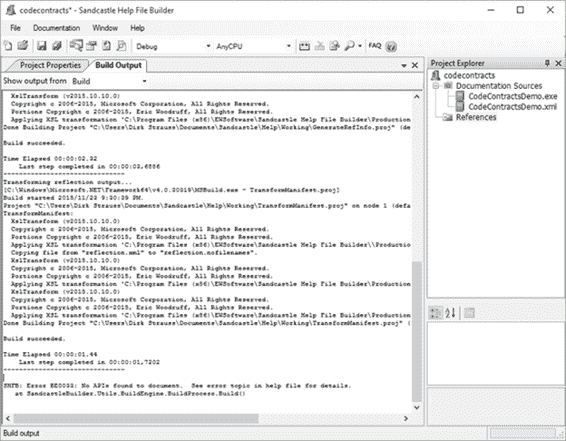 codecontracts* - Sandcastle Help File Builder
File Documentation Window Help
Debug AnyCPU FAQ
Project Properties Build Output
Show output from Build
XslTransform (v2015.10.10.0)
Copyright c 2006-2015, Microsoft Corporation, All Rights Reserved.
Portions Copyright c 2006-2015, Eric Woodruff, All Rights Reserved.
Applying XSL transformation 'C:\Program Files (x86)\EWSoftware\Sandcastle Help File Builder\Production
Done Building Project "C:\Users\Dirk Strauss\Documents\Sandcastle\Help\Working\GenerateRefInfo.proj" (de
Build succeeded.
Time Elapsed 00:00:02.32
Last step completed in 00:00:02,6886
-------------------------------
Transforming reflection output...
[C:\Windows\Microsoft.NET\Framework64\v4.0.30319\MSBuild.exe - TransformManifest.proj]
Build started 2015/11/23 9:30:39 PM.
Project "C:\Users\Dirk Strauss\Documents\Sandcastle\Help\Working\TransformManifest.proj" on node 1 (defa
TransformManifest:
XslTransform (v2015.10.10.0)
Copyright c 2006-2015, Microsoft Corporation, All Rights Reserved.
Portions Copyright c 2006-2015, Eric Woodruff, All Rights Reserved.
Applying XSL transformation 'C:\Program Files (x86)\EWSoftware\Sandcastle Help File Builder\\Productio
Copying file from "reflection.xml" to "reflection.nofilenames".
XslTransform (v2015.10.10.0)
Copyright c 2006-2015, Microsoft Corporation, All Rights Reserved.
Portions Copyright c 2006-2015, Eric Woodruff, All Rights Reserved.
Applying XSL transformation 'C:\Program Files (x86)\EWSoftware\Sandcastle Help File Builder\Production
XslTransform (v2015.10.10.0)
Copyright c 2006-2015, Microsoft Corporation, All Rights Reserved.
Portions Copyright c 2006-2015, Eric Woodruff, All Rights Reserved.
Applying XSL transformation 'C:\Program Files (x86)\EWSoftware\Sandcastle Help File Builder\Production
Done Building Project "C:\Users\Dirk Strauss\Documents\Sandcastle\Help\Working\TransformManifest.proj" (
Build succeeded.
Time Elapsed 00:00:01.44
Last step completed in 00:00:01,7202
-------------------------------
SHFB: Error BE0033: No APIs found to document. See error topic in help file for details.
at SandcastleBuilder.Utils.BuildEngine.BuildProcess.Build()
Build output
Project Explorer
codecontracts
Documentation Sources
CodeContractsDemo.exe
CodeContractsDemo.xml
References